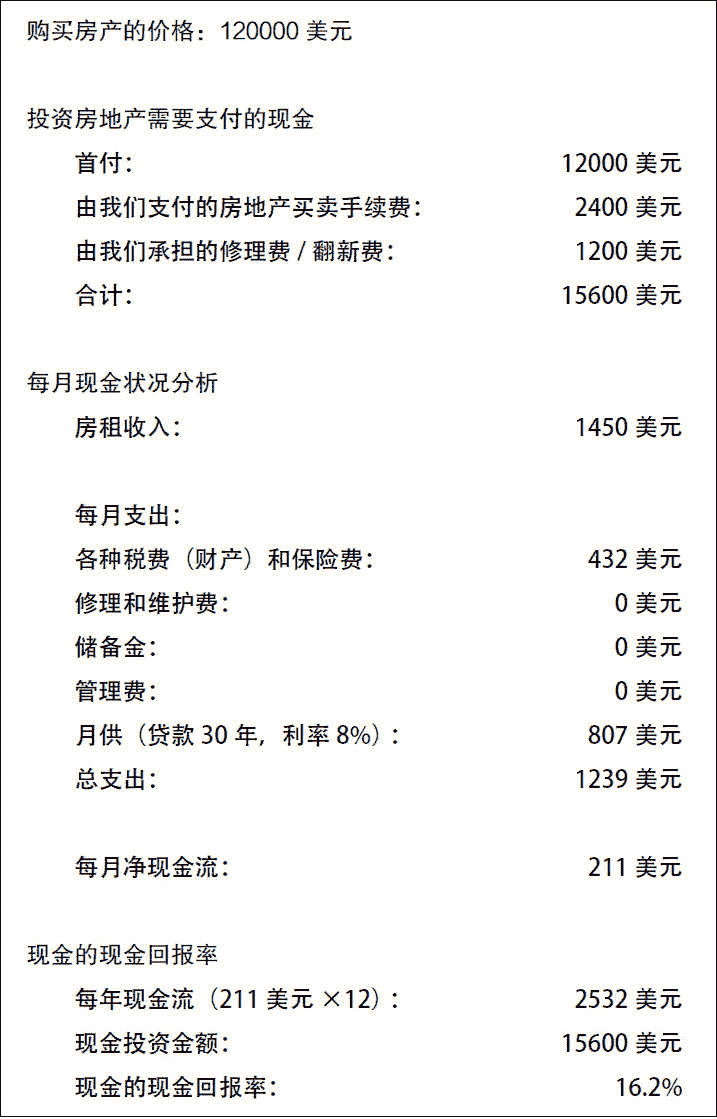 购买房产的价格：120000 美元
投资房地产需要支付的现金
首付： 12000 美元
由我们支付的房地产买卖手续费： 2400 美元
由我们承担的修理费 / 翻新费： 1200 美元
合计： 15600 美元
每月现金状况分析
房租收入： 1450 美元
每月支出：
各种税费（财产）和保险费： 432 美元
修理和维护费： 0 美元
储备金： 0 美元
管理费： 0 美元
月供（贷款 30 年，利率 8%）： 807 美元
总支出： 1239 美元
每月净现金流： 211 美元
现金的现金回报率
每年现金流（211 美元 ×12）： 2532 美元
现金投资金额： 15600 美元
现金的现金回报率： 16.2%